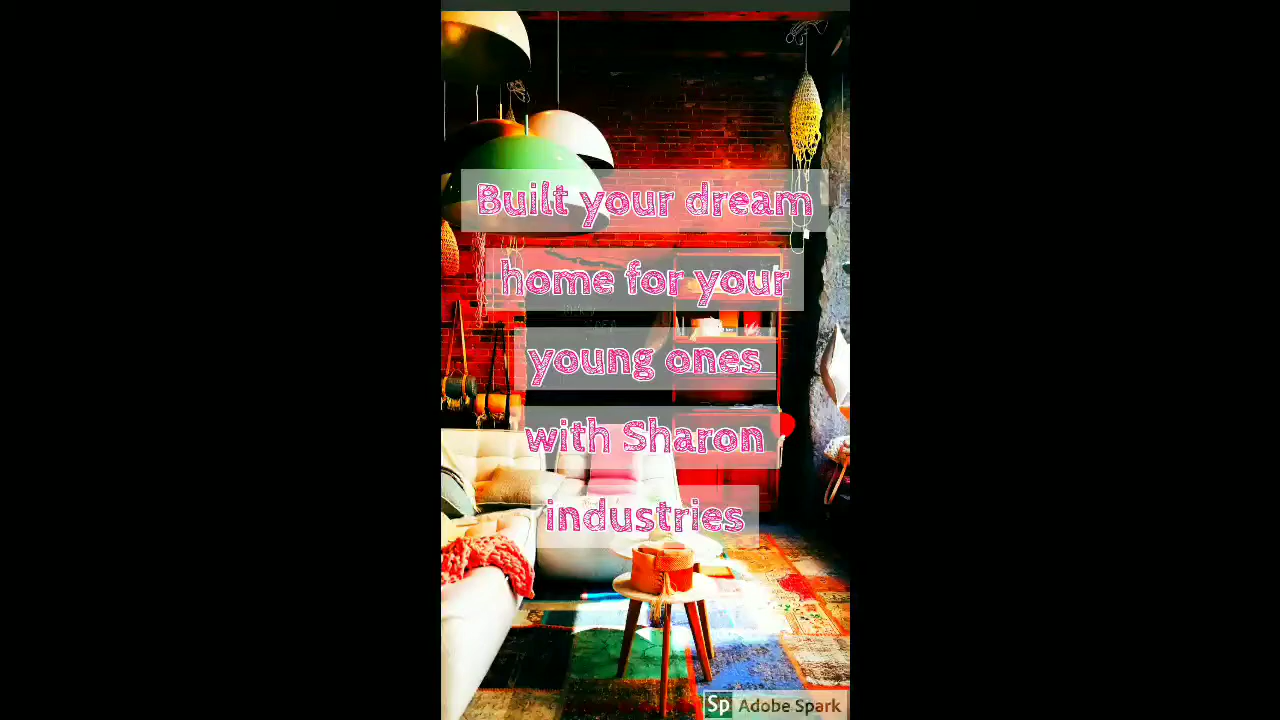 Built your dream
home for your
young ones
with Sharon
industries
Sp Adobe Spark